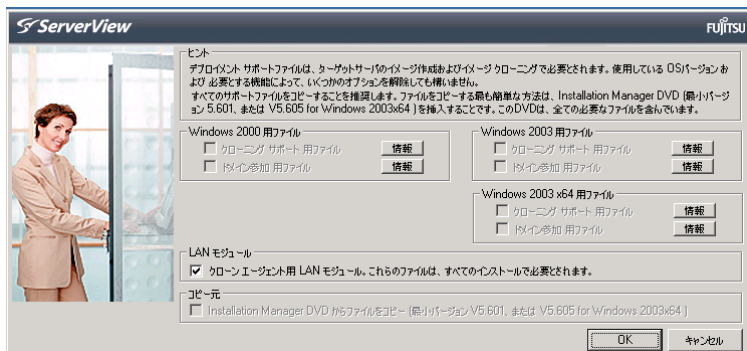 ServerView
FUJITSU
ヒント
デプロイメント サポートファイルは、ターゲットサーバのイメージ作成およびイメージ クローニングで必要とされます。使用している OSバージョン お
よび 必要とする機能によって、いくつかのオプションを解除しても構いま
せん。
すべてのサポートファイルをコピーすることを推奨します。ファイルをコピーする最も簡単な方法は、Installation Manager DVD (最小バージ
ョン 5.601、または V5.605 for Windows 2003x64 )を挿入することです。このDVDは、全ての必要なファイルを含んでいます。
Windows 2000 用ファイル
クローニング サポート 用ファイル 情報
ドメイン参加 用ファイル 情報
Windows 2003 用ファイル
クローニング サポート 用ファイル 情報
ドメイン参加 用ファイル 情報
Windows 2003 x64 用ファイル
クローニング サポート 用ファイル 情報
ドメイン参加 用ファイル 情報
LAN モジュール
クローン エージェント用 LAN モジュール。これらのファイルは、すべてのインストールで必要とされます。
コピー元
Installation Manager DVD からファイルをコピー (最小バージョン V5.601、または V5.605 for Windows 2003x64 )
OK キャンセル